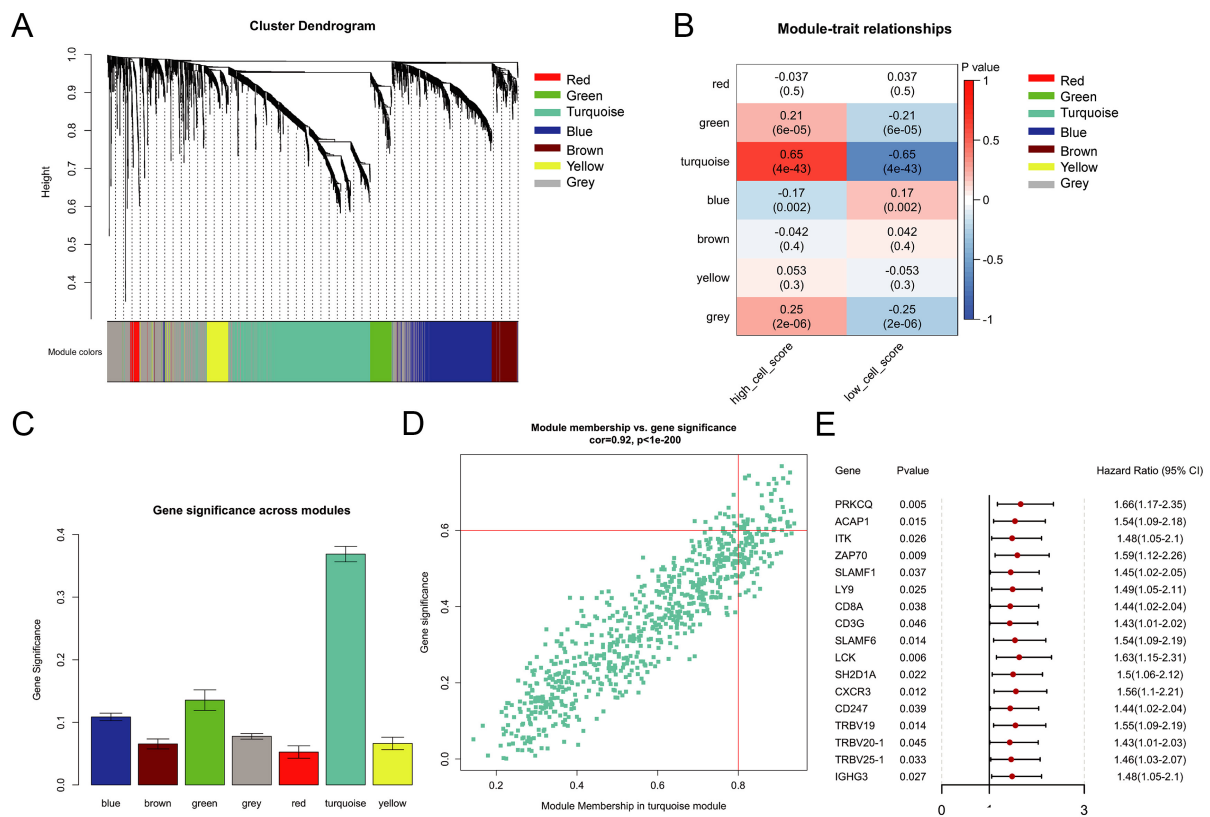 A
Cluster Dendrogram
Height
1.0
0.9
0.8
0.7
0.6
0.5
0.4
Module colors
Red
Green
Turquoise
Blue
Brown
Yellow
Grey
B
Module-trait relationships
P value
red
-0.037
(0.5)
0.037
(0.5)
green
0.21
(6e-05)
-0.21
(6e-05)
turquoise
0.65
(4e-43)
-0.65
(4e-43)
blue
-0.17
(0.002)
0.17
(0.002)
brown
-0.042
(0.4)
0.042
(0.4)
yellow
0.053
(0.3)
-0.053
(0.3)
grey
0.25
(2e-06)
-0.25
(2e-06)
high_cell_score
low_cell_score
1
0.5
0
-0.5
-1
Red
Green
Turquoise
Blue
Brown
Yellow
Grey
C
Gene significance across modules
Gene Significance
0.4
0.3
0.2
0.1
0.0
blue brown green grey red turquoise yellow
D
Module membership vs. gene significance
cor=0.92, p<1e-200
Gene significance
0.6
0.4
0.2
0.0
0.2 0.4 0.6 0.8
Module Membership in turquoise module
E
Gene Pvalue Hazard Ratio (95% CI)
PRKCQ 0.005 1.66(1.17-2.35)
ACAP1 0.015 1.54(1.09-2.18)
ITK 0.026 1.48(1.05-2.1)
ZAP70 0.009 1.59(1.12-2.26)
SLAMF1 0.037 1.45(1.02-2.05)
LY9 0.025 1.49(1.05-2.11)
CD8A 0.038 1.44(1.02-2.04)
CD3G 0.046 1.43(1.01-2.02)
SLAMF6 0.014 1.54(1.09-2.19)
LCK 0.006 1.63(1.15-2.31)
SH2D1A 0.022 1.5(1.06-2.12)
CXCR3 0.012 1.56(1.1-2.21)
CD247 0.039 1.44(1.02-2.04)
TRBV19 0.014 1.55(1.09-2.19)
TRBV20-1 0.045 1.43(1.01-2.03)
TRBV25-1 0.033 1.46(1.03-2.07)
IGHG3 0.027 1.48(1.05-2.1)
0 1 3